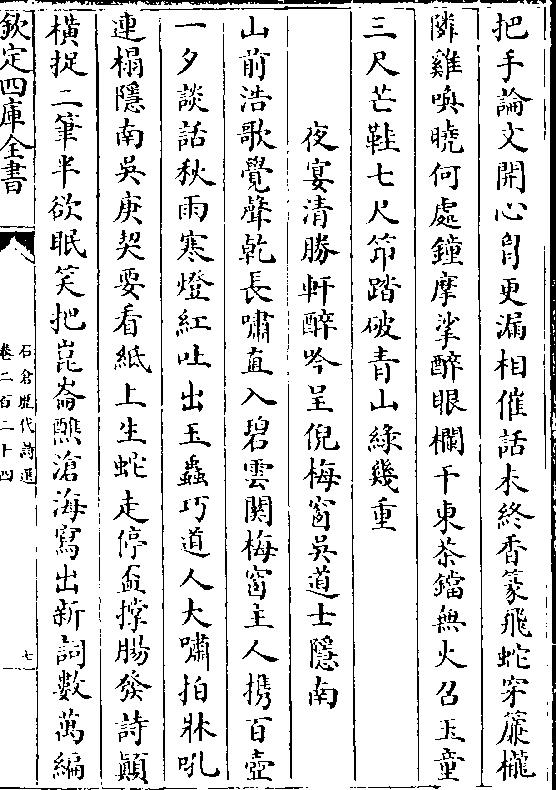 把手論文開心胷更漏相催話未終香篆飛蛇穿簾櫳
隣雞喚曉何處鐘摩挲醉眼欄干東茶鐺無火召玉童
三尺芒鞋七尺笻踏破青山綠幾重
夜宴清勝軒醉吟呈倪梅窗吳道士隱南
山前浩歌覺聲乾長嘯直入碧雲関梅窗主人携百壺
一夕談話秋雨寒燈紅吐出玉蟲巧道人大嘯拍牀吼
連榻隱南吳庚契要看紙上生蛇走停盃撑腸發詩顛
橫捉二筆半欲眠笑把崑崙醮滄海寫出新詞數萬編
欽定四庫全書
石倉歷代詩選
卷二百二十四
七